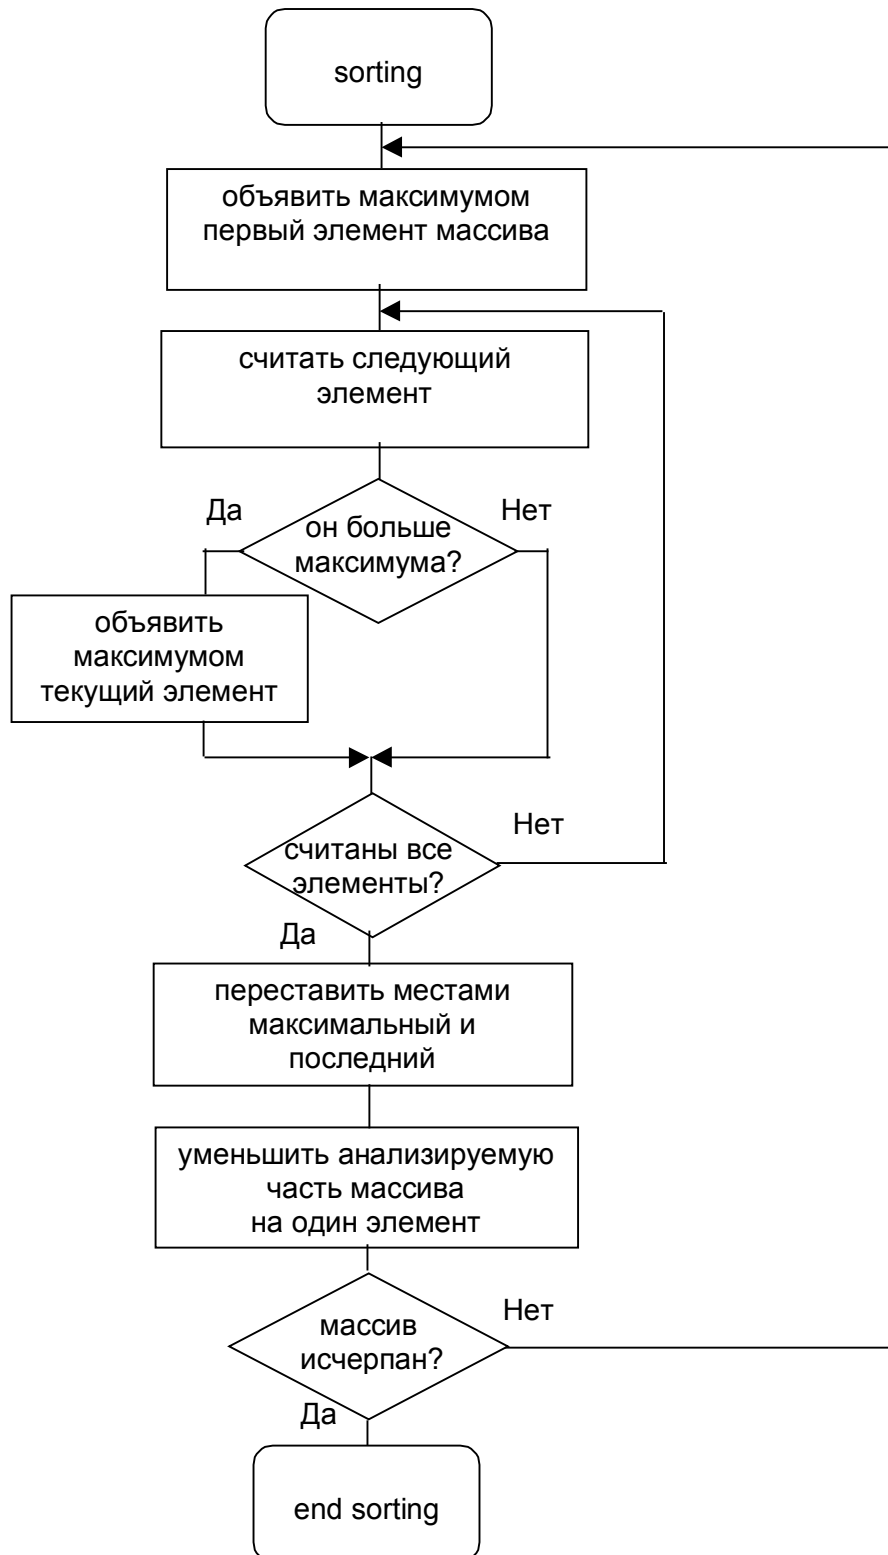 sorting
объявить максимумом
первый элемент массива
считать следующий
элемент
Да
Нет
он больше
максимума?
объявить
максимумом
текущий элемент
Нет
считаны все
элементы?
Да
переставить местами
максимальный и
последний
уменьшить анализируемую
часть массива
на один элемент
Нет
массив
исчерпан?
Да
end sorting